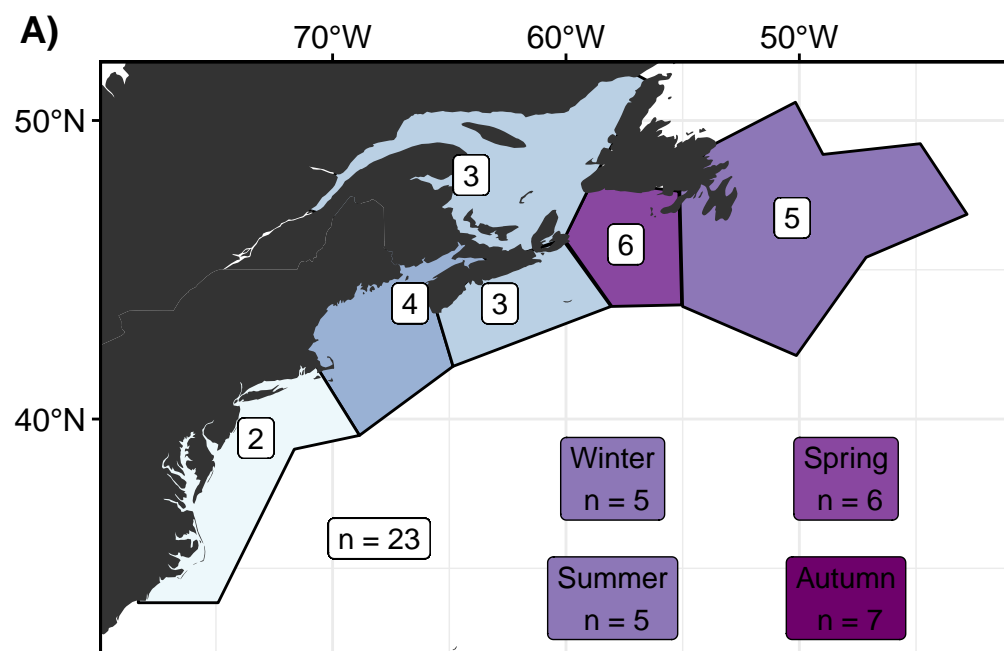 A)
70°W 60°W 50°W
50°N
3
5
6
4
3
40°N
2
Winter
n = 5
Spring
n = 6
n = 23
Summer
n = 5
Autumn
n = 7